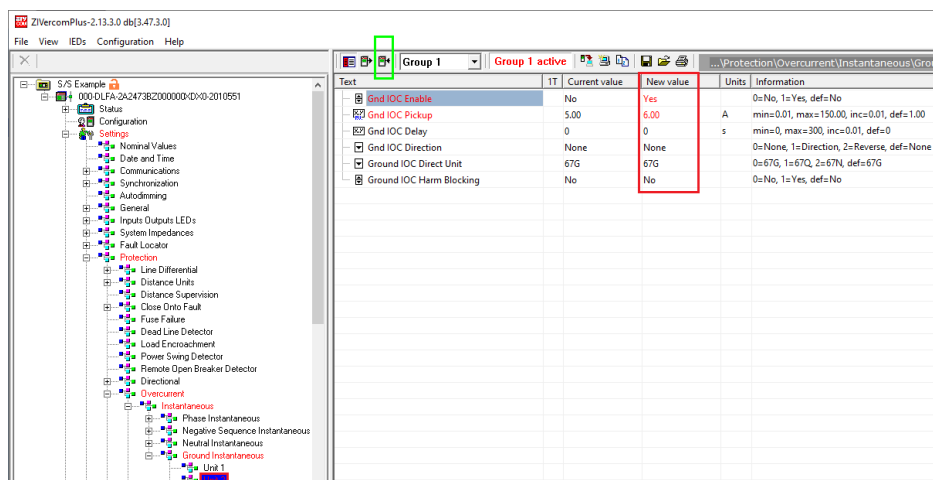 ZIVercomPlus-2.13.3.0 db[3.47.3.0]
File View IEDs Configuration Help
Group 1 Group 1 active ...\Protection\Overcurrent\Instantaneous\Grou
S/S Example
000-DLFA-2A2473BZ000000XDX0-2010551
Status
Configuration
Settings
Nominal Values
Date and Time
Communications
Synchronization
Autodimming
General
Inputs Outputs LEDs
System Impedances
Fault Locator
Protection
Line Differential
Distance Units
Distance Supervision
Close Onto Fault
Fuse Failure
Dead Line Detector
Load Encroachment
Power Swing Detector
Remote Open Breaker Detector
Directional
Overcurrent
Instantaneous
Phase Instantaneous
Negative Sequence Instantaneous
Neutral Instantaneous
Ground Instantaneous
Unit 1
Text 1T Current value New value Units Information
Gnd IOC Enable No Yes 0=No, 1=Yes, def=No
Gnd IOC Pickup 5.00 6.00 A min=0.01, max=150.00, inc=0.01, def=1.00
Gnd IOC Delay 0 0 s min=0, max=300, inc=0.01, def=0
Gnd IOC Direction None None 0=None, 1=Direction, 2=Reverse, def=None
Ground IOC Direct Unit 67G 67G 0=67G, 1=67Q, 2=67N, def=67G
Ground IOC Harm Blocking No No 0=No, 1=Yes, def=No